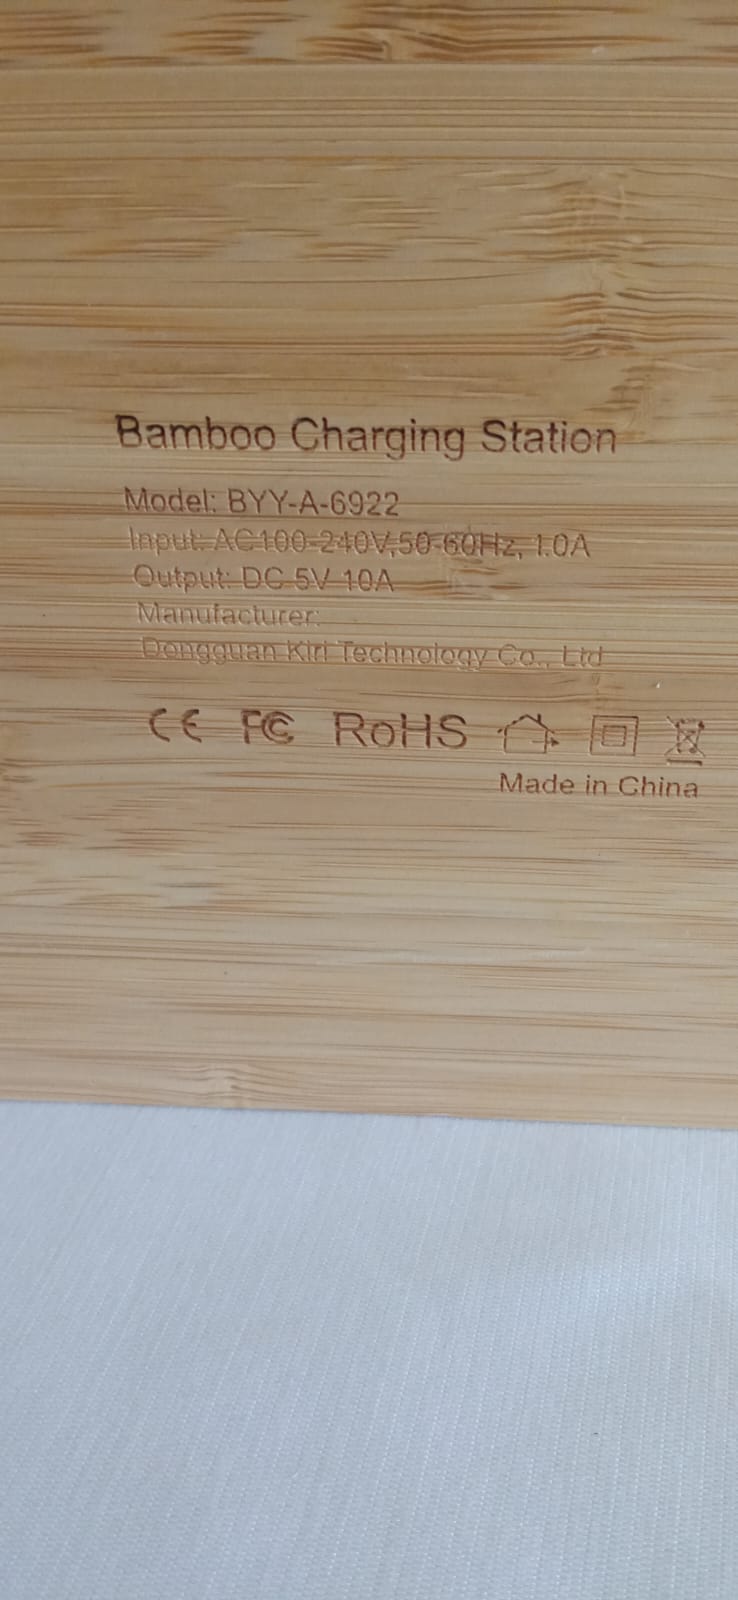 Bamboo Charging Station
Model: BYY-A-6922
Input: AC100-240V,50-60Hz, 1.0A
Output: DC 5V 10A
Manufacturer:
Dongguan Kiri Technology Co., Ltd
CE FC RoHS
Made in China